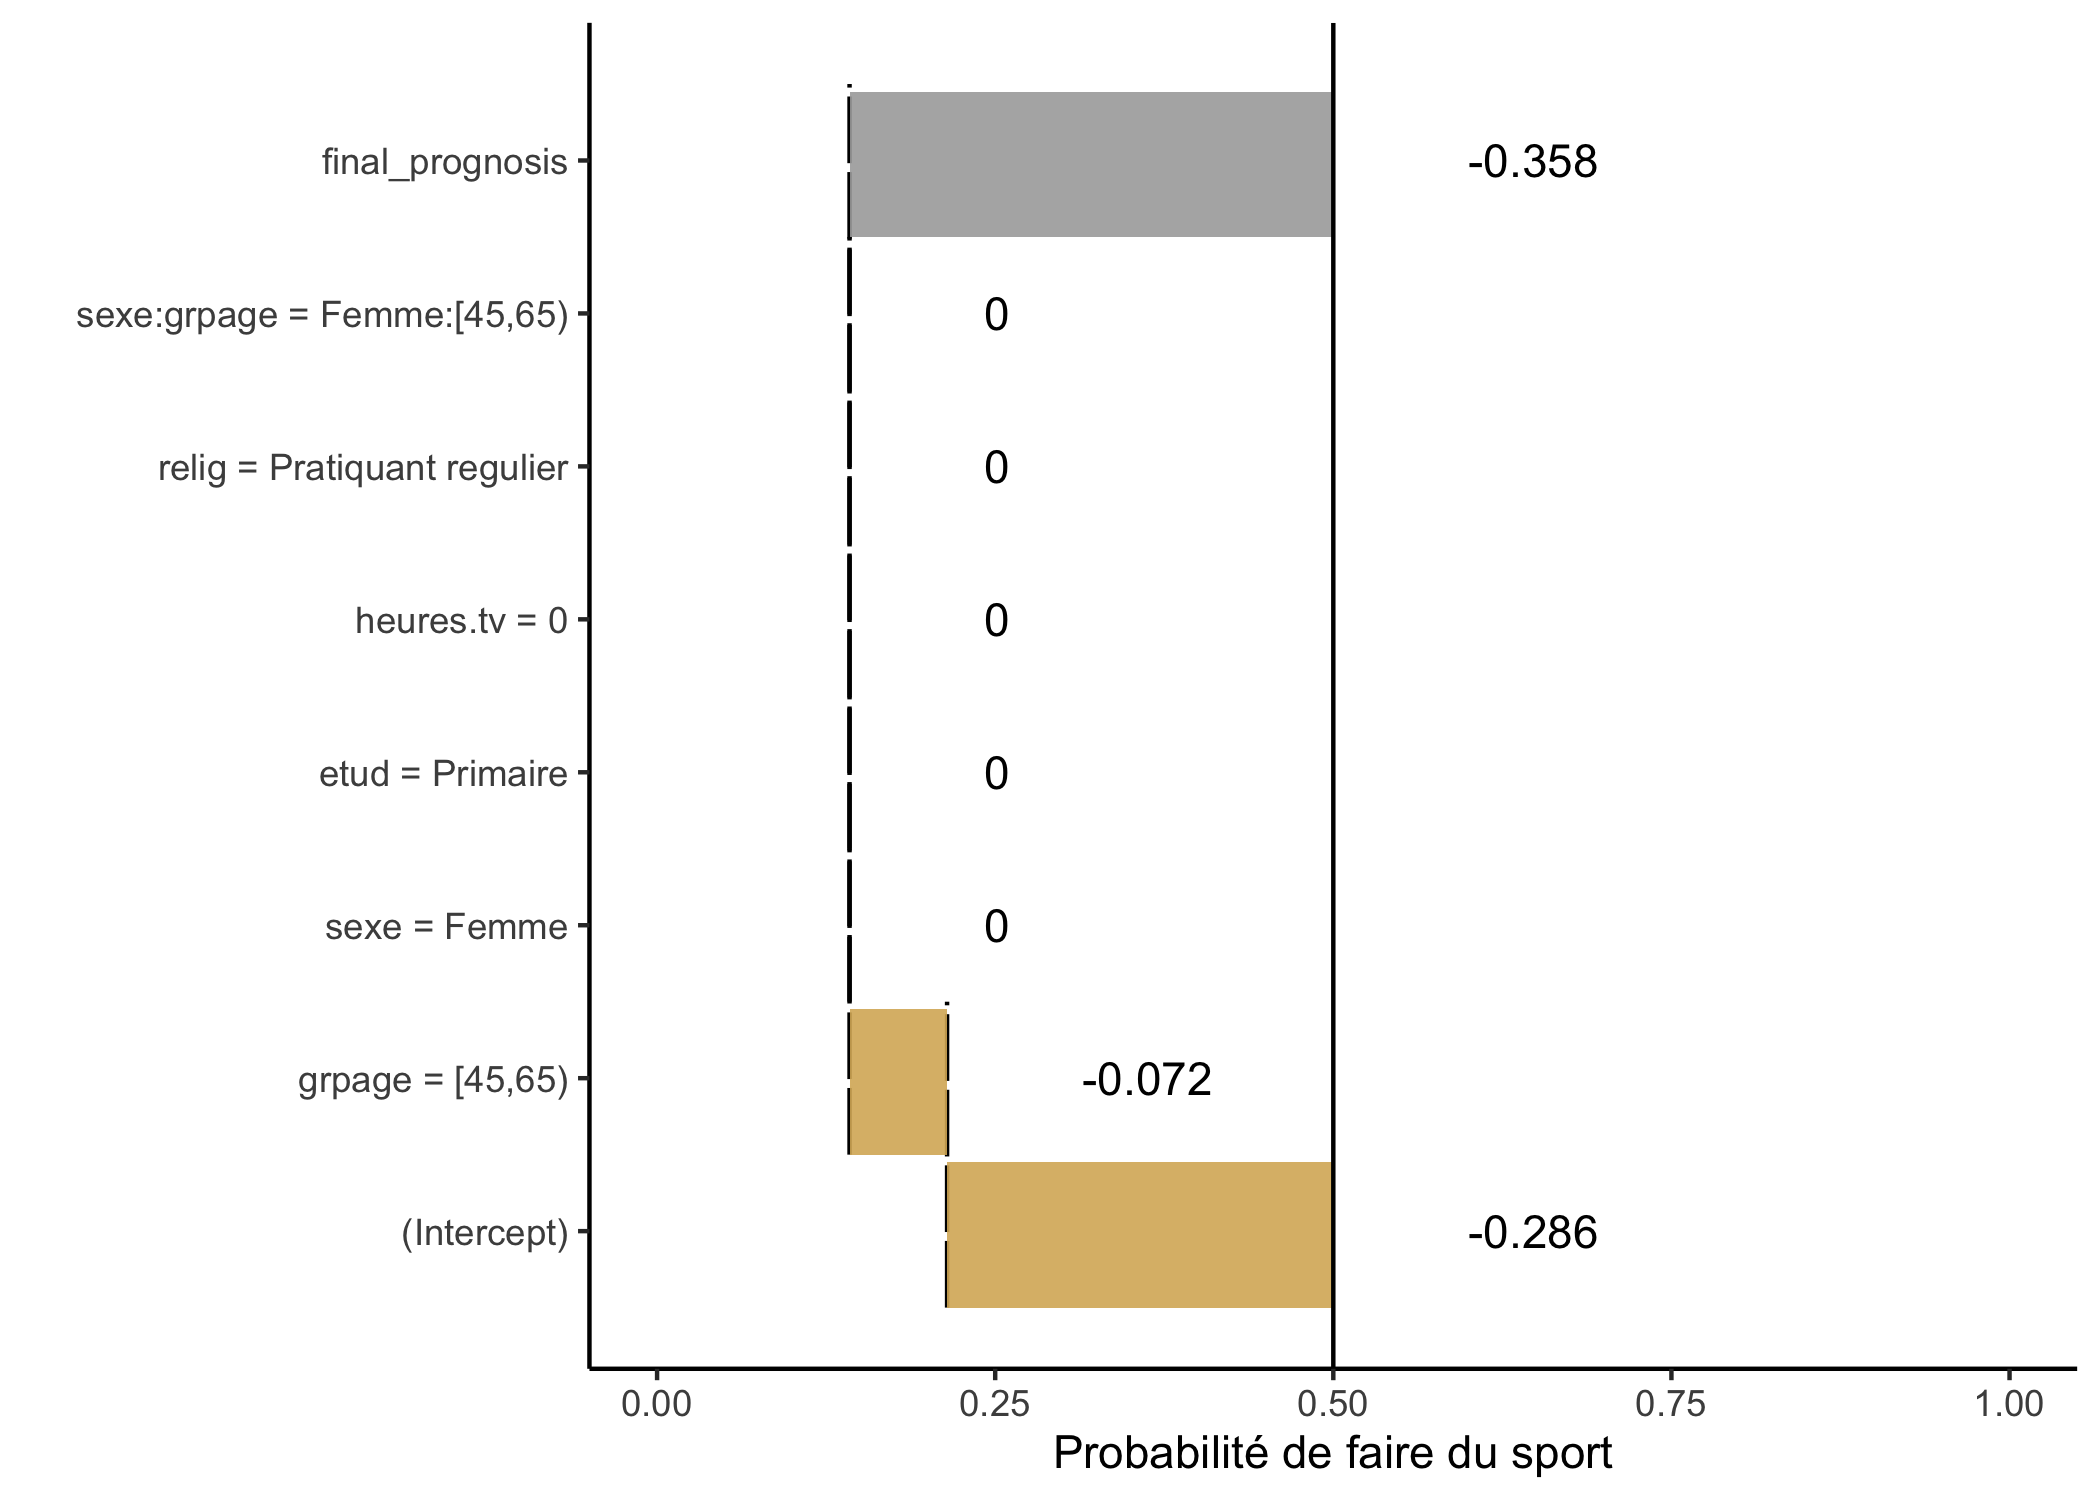 final_prognosis -0.358
sexe:grpage = Femme:[45,65) 0
relig = Pratiquant regulier 0
heures.tv = 0 0
etud = Primaire 0
sexe = Femme 0
grpage = [45,65) -0.072
(Intercept) -0.286
0.00 0.25 0.50 0.75 1.00
Probabilité de faire du sport